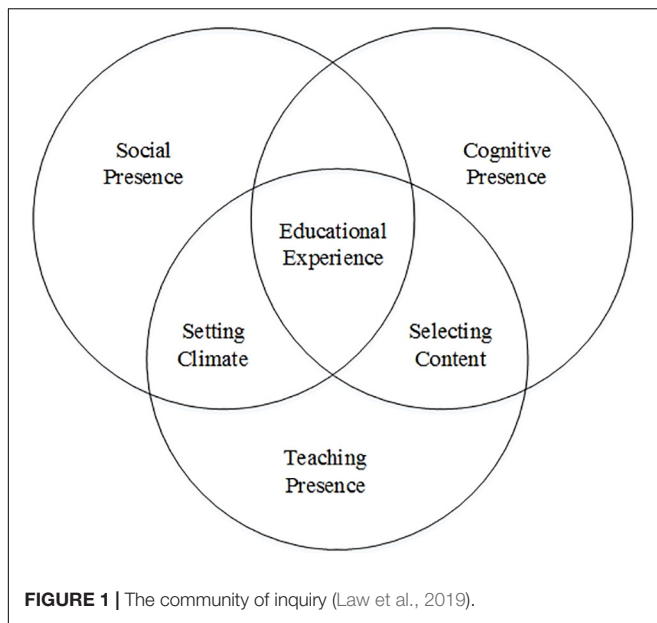 Social
Presence
Cognitive
Presence
Educational
Experience
Setting
Climate
Selecting
Content
Teaching
Presence
FIGURE 1 | The community of inquiry (Law et al., 2019).